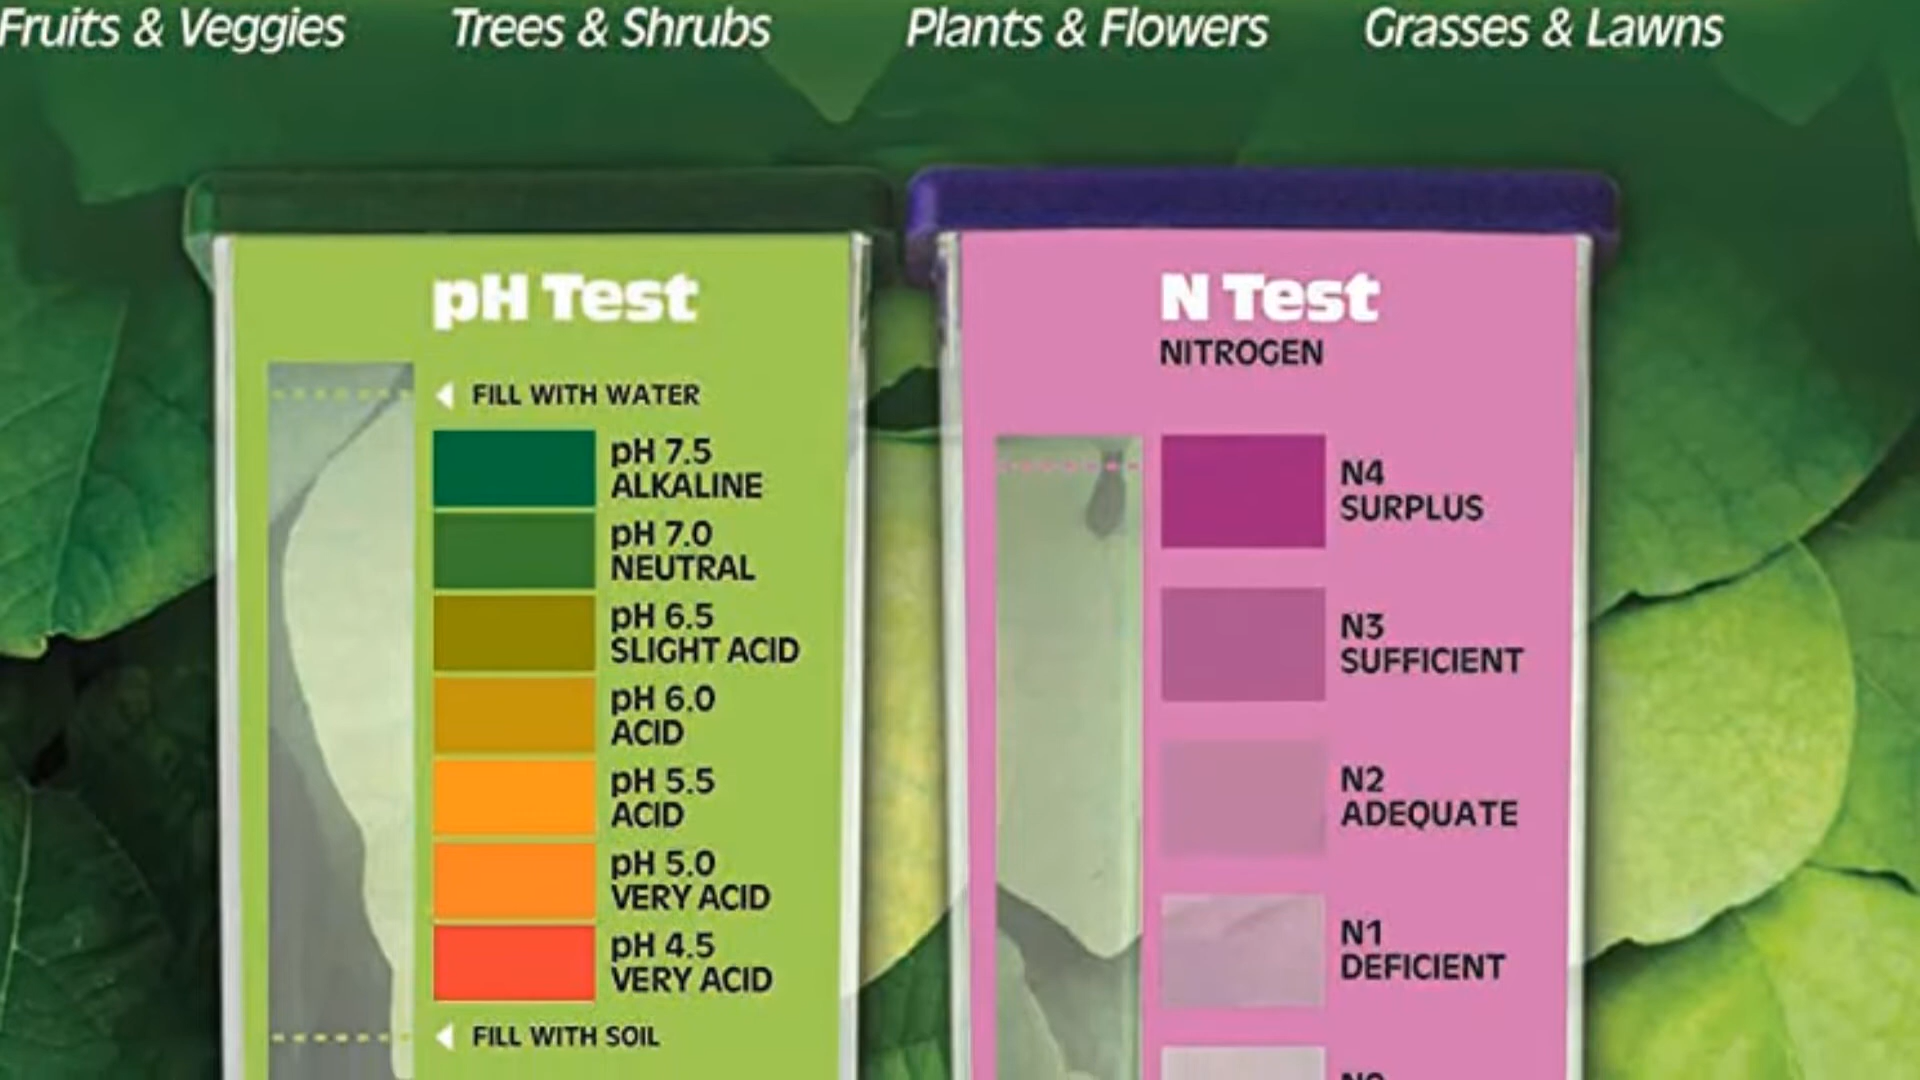 Fruits & Veggies
Trees & Shrubs
Plants & Flowers
Grasses & Lawns
pH Test
FILL WITH WATER
pH 7.5
ALKALINE
pH 7.0
NEUTRAL
pH 6.5
SLIGHT ACID
pH 6.0
ACID
pH 5.5
ACID
pH 5.0
VERY ACID
pH 4.5
VERY ACID
FILL WITH SOIL
N Test
NITROGEN
N4
SURPLUS
N3
SUFFICIENT
N2
ADEQUATE
N1
DEFICIENT